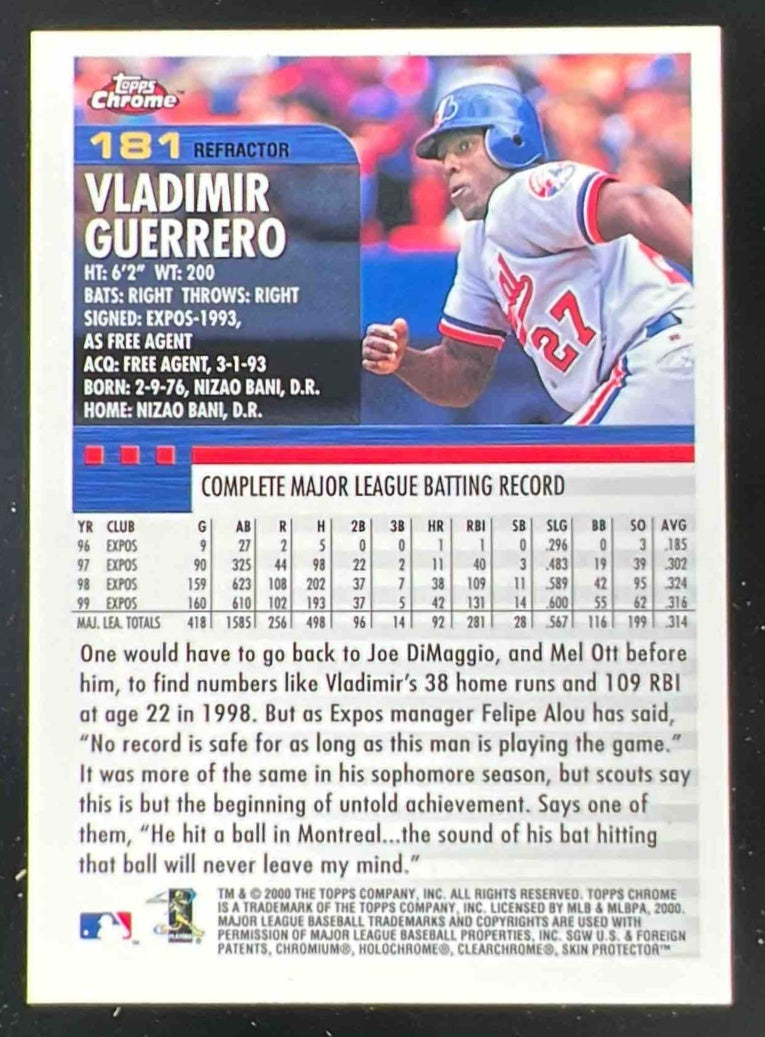 Topps
Chrome™
181 REFRACTOR
VLADIMIR
GUERRERO
HT: 6'2" WT: 200
BATS: RIGHT THROWS: RIGHT
SIGNED: EXPOS-1993,
AS FREE AGENT
ACQ: FREE AGENT, 3-1-93
BORN: 2-9-76, NIZAO BANI, D.R.
HOME: NIZAO BANI, D.R.
27
COMPLETE MAJOR LEAGUE BATTING RECORD
YR CLUB G AB R H 2B 3B HR RBI SB SLG BB SO AVG
96 EXPOS 9 27 2 5 0 0 1 1 0 .296 0 3 .185
97 EXPOS 90 325 44 98 22 2 11 40 3 .483 19 39 .302
98 EXPOS 159 623 108 202 37 7 38 109 11 .589 42 95 .324
99 EXPOS 160 610 102 193 37 5 42 131 14 .600 55 62 .316
MAJ. LEA. TOTALS 418 1585 256 498 96 14 92 281 28 .567 116 199 .314
One would have to go back to Joe DiMaggio, and Mel Ott before
him, to find numbers like Vladimir's 38 home runs and 109 RBI
at age 22 in 1998. But as Expos manager Felipe Alou has said,
"No record is safe for as long as this man is playing the game."
It was more of the same in his sophomore season, but scouts say
this is but the beginning of untold achievement. Says one of
them, "He hit a ball in Montreal...the sound of his bat hitting
that ball will never leave my mind."
TM & © 2000 THE TOPPS COMPANY, INC. ALL RIGHTS RESERVED. TOPPS CHROME
IS A TRADEMARK OF THE TOPPS COMPANY, INC. LICENSED BY MLB & MLBPA, 2000.
MAJOR LEAGUE BASEBALL TRADEMARKS AND COPYRIGHTS ARE USED WITH
PERMISSION OF MAJOR LEAGUE BASEBALL PROPERTIES, INC. SGW U.S. & FOREIGN
PATENTS, CHROMIUM®, HOLOCHROME®, CLEARCHROME®, SKIN PROTECTOR™